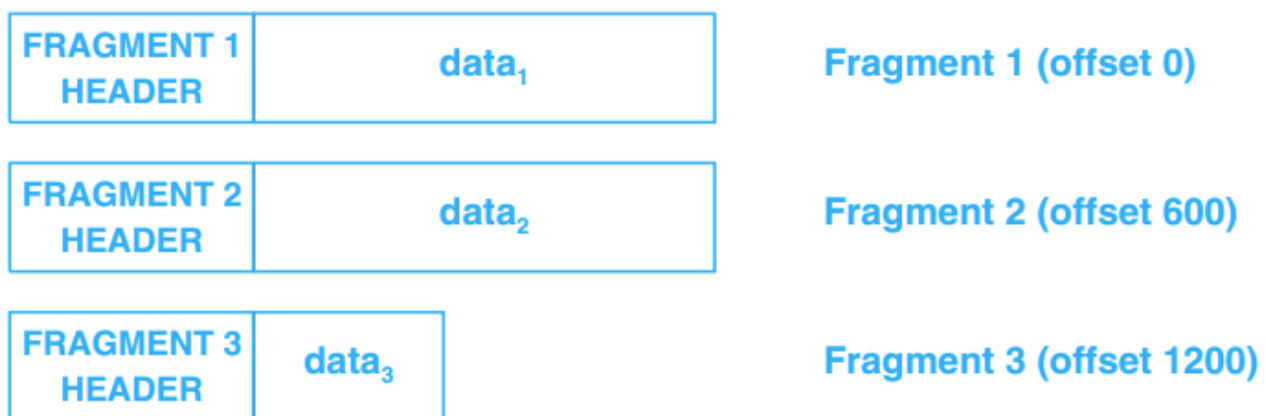 FRAGMENT 1
HEADER
data₁
Fragment 1 (offset 0)
FRAGMENT 2
HEADER
data₂
Fragment 2 (offset 600)
FRAGMENT 3
HEADER
data₃
Fragment 3 (offset 1200)